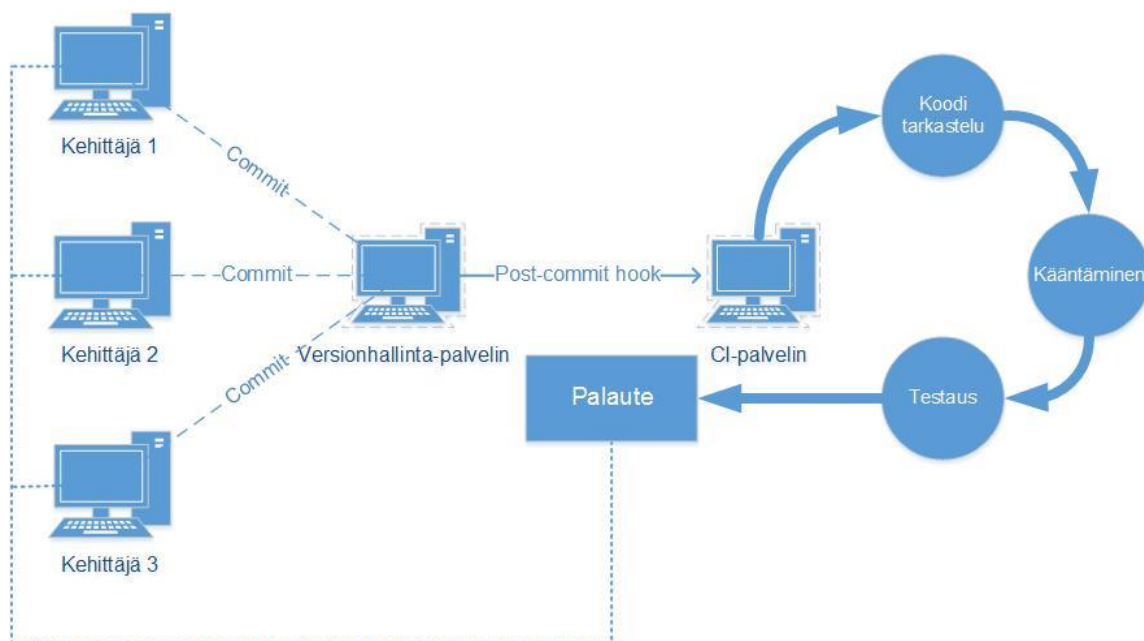 Koodi
tarkastelu
Kehittäjä 1
Commit
Commit
Post-commit hook
Kääntäminen
Kehittäjä 2
Versionhallinta-palvelin
CI-palvelin
Commit
Palaute
Testaus
Kehittäjä 3